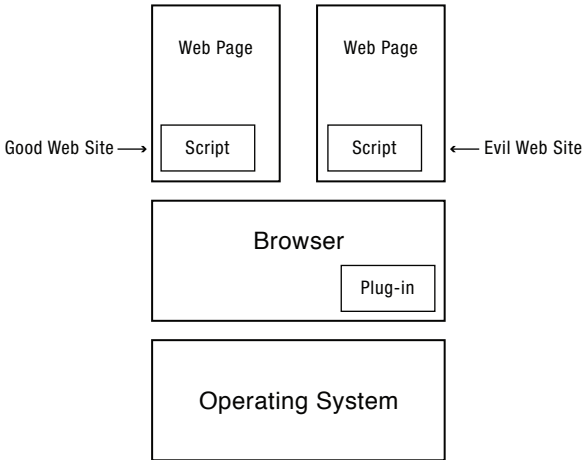 Web Page
Web Page
Good Web Site
Script
Script
Evil Web Site
Browser
Plug-in
Operating System